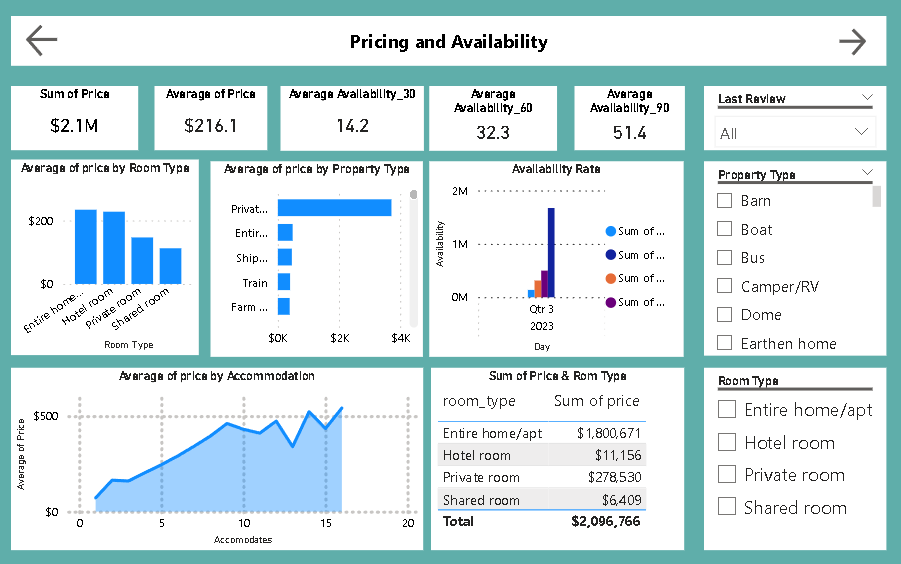 Pricing and Availability
Sum of Price
$2.1M
Average of Price
$216.1
Average Availability_30
14.2
Average
Availability_60
32.3
Average
Availability_90
51.4
Last Review
All
Average of price by Room Type
$200
$0
Entire home...
Hotel room
Private room
Shared room
Room Type
Average of price by Property Type
Privat...
Entir...
Ship...
Train
Farm ...
$0K
$2K
$4K
Availability Rate
Availability
2M
1M
0M
Qtr 3
2023
Day
Sum of ...
Sum of ...
Sum of ...
Sum of ...
Property Type
Barn
Boat
Bus
Camper/RV
Dome
Earthen home
Average of price by Accommodation
Average of Price
$500
$0
0
5
10
15
20
Accomodates
Sum of Price & Rom Type
room_type Sum of price
Entire home/apt $1,800,671
Hotel room $11,156
Private room $278,530
Shared room $6,409
Total $2,096,766
Room Type
Entire home/apt
Hotel room
Private room
Shared room